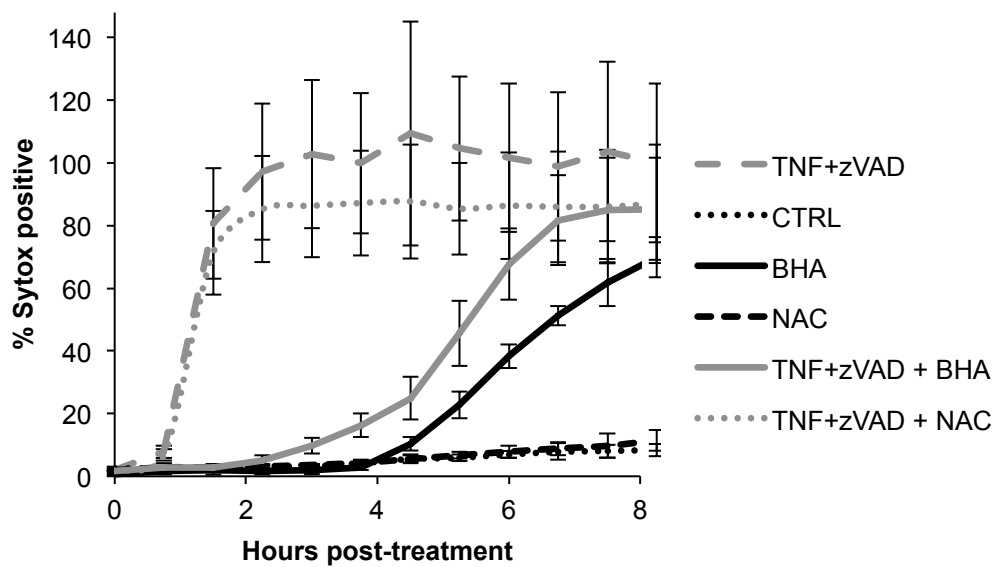 140
120
100
80
60
40
20
0
% Sytox positive
0 2 4 6 8
Hours post-treatment
TNF+zVAD
CTRL
BHA
NAC
TNF+zVAD + BHA
TNF+zVAD + NAC